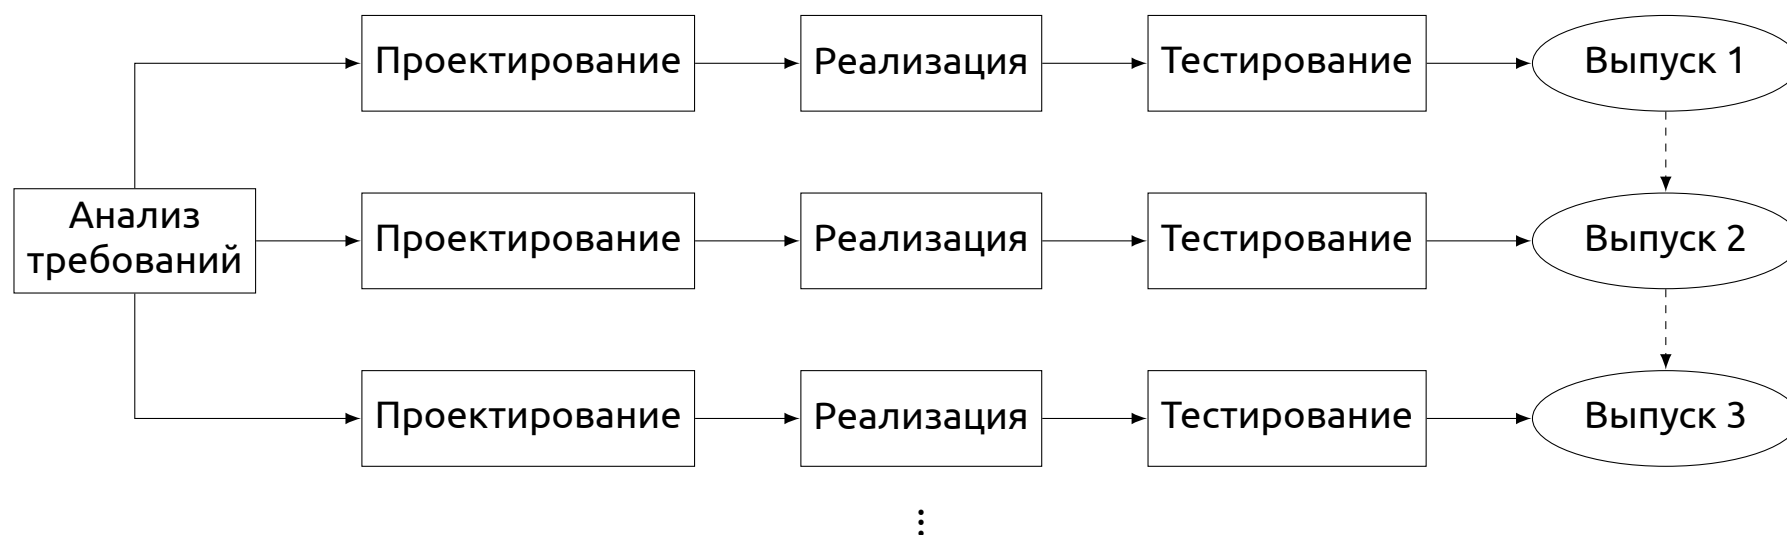 Проектирование
Реализация
Тестирование
Выпуск 1
Анализ
требований
Проектирование
Реализация
Тестирование
Выпуск 2
Проектирование
Реализация
Тестирование
Выпуск 3
⋮